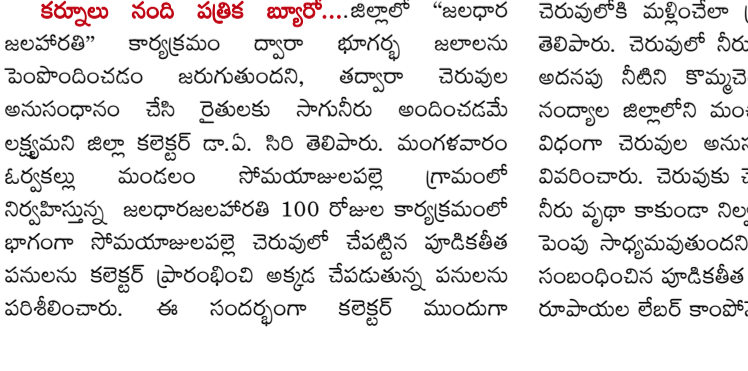 కర్నూలు నంది పత్రిక బ్యూరో....జిల్లాలో “జలధార
జలహారతి” కార్యక్రమం ద్వారా భూగర్భ జలాలను
పెంపొందించడం జరుగుతుందని, తద్వారా చెరువుల
అనుసంధానం చేసి రైతులకు సాగునీరు అందించడమే
లక్ష్యమని జిల్లా కలెక్టర్ డా.ఏ. సిరి తెలిపారు. మంగళవారం
ఓర్వకల్లు మండలం సోమయాజులపల్లె గ్రామంలో
నిర్వహిస్తున్న జలధారజలహారతి 100 రోజుల కార్యక్రమంలో
భాగంగా సోమయాజులపల్లె చెరువులో చేపట్టిన పూడికతీత
పనులను కలెక్టర్ ప్రారంభించి అక్కడ చేపడుతున్న పనులను
పరిశీలించారు. ఈ సందర్భంగా కలెక్టర్ ముందుగా
చెరువులోకి మళ్లించేలా
తెలిపారు. చెరువులో నీరు
అదనపు నీటిని
నంద్యాల జిల్లాలోని
విధంగా చెరువుల
వివరించారు. చెరువుకు
నీరు వృథా కాకుండా
పెంపు సాధ్యమవుతుందని
సంబంధించిన పూడికతీత
రూపాయల లేబర్